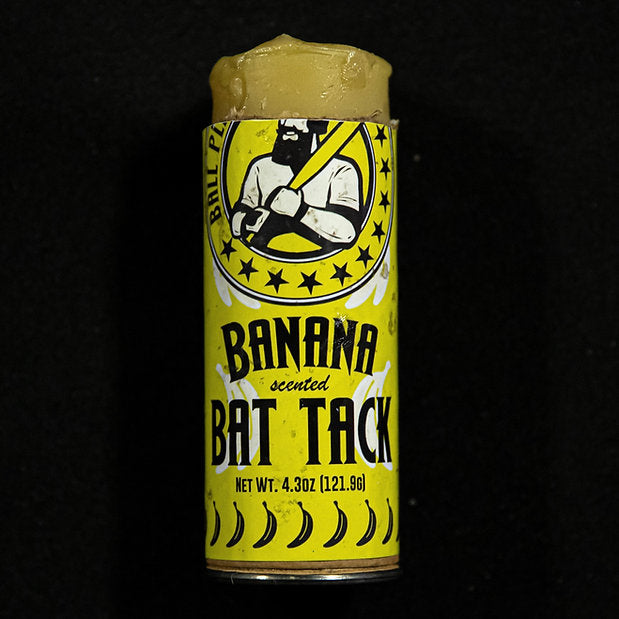 BALL PL
BANANA
scented
BAT TACK
NET WT. 4.3OZ (121.9G)